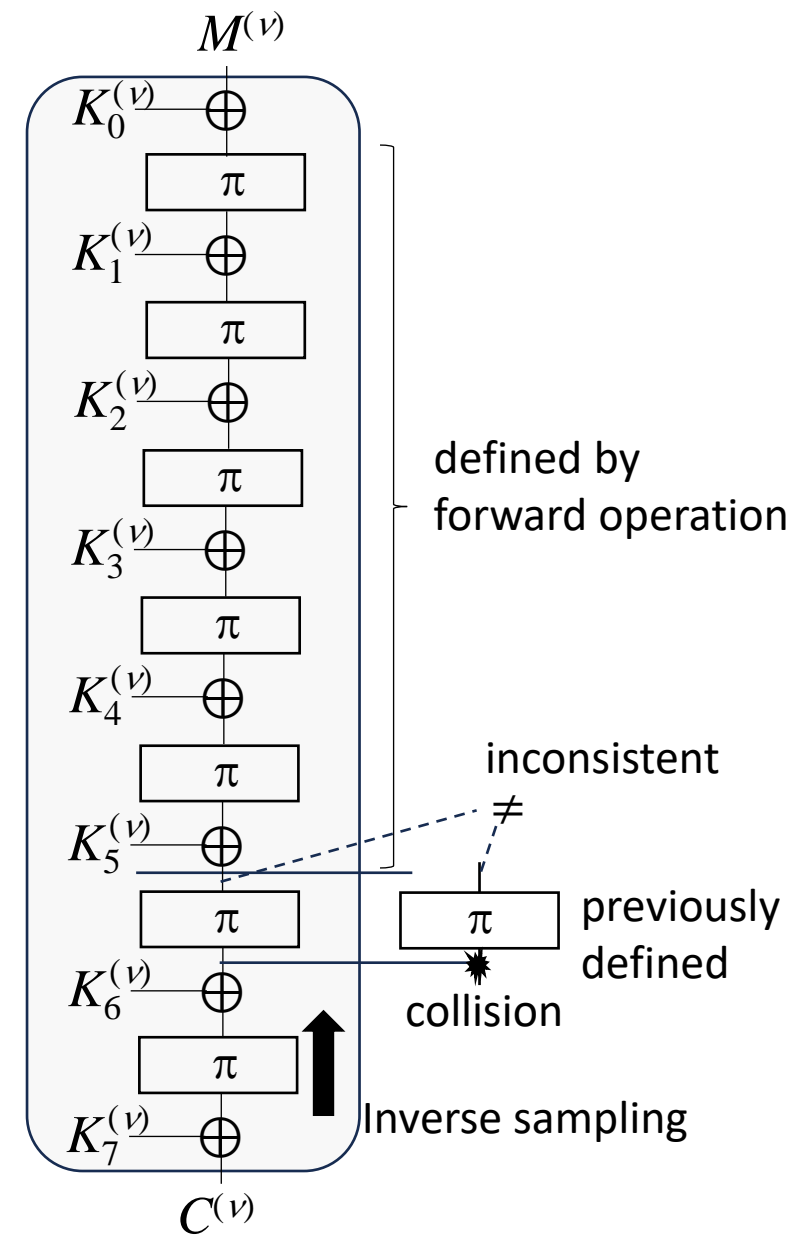 M^{(ν)}
K_0^{(ν)}
π
K_1^{(ν)}
π
K_2^{(ν)}
π
defined by
forward operation
K_3^{(ν)}
π
K_4^{(ν)}
π
inconsistent
≠
K_5^{(ν)}
π
π
previously
defined
K_6^{(ν)}
collision
π
Inverse sampling
K_7^{(ν)}
C^{(ν)}